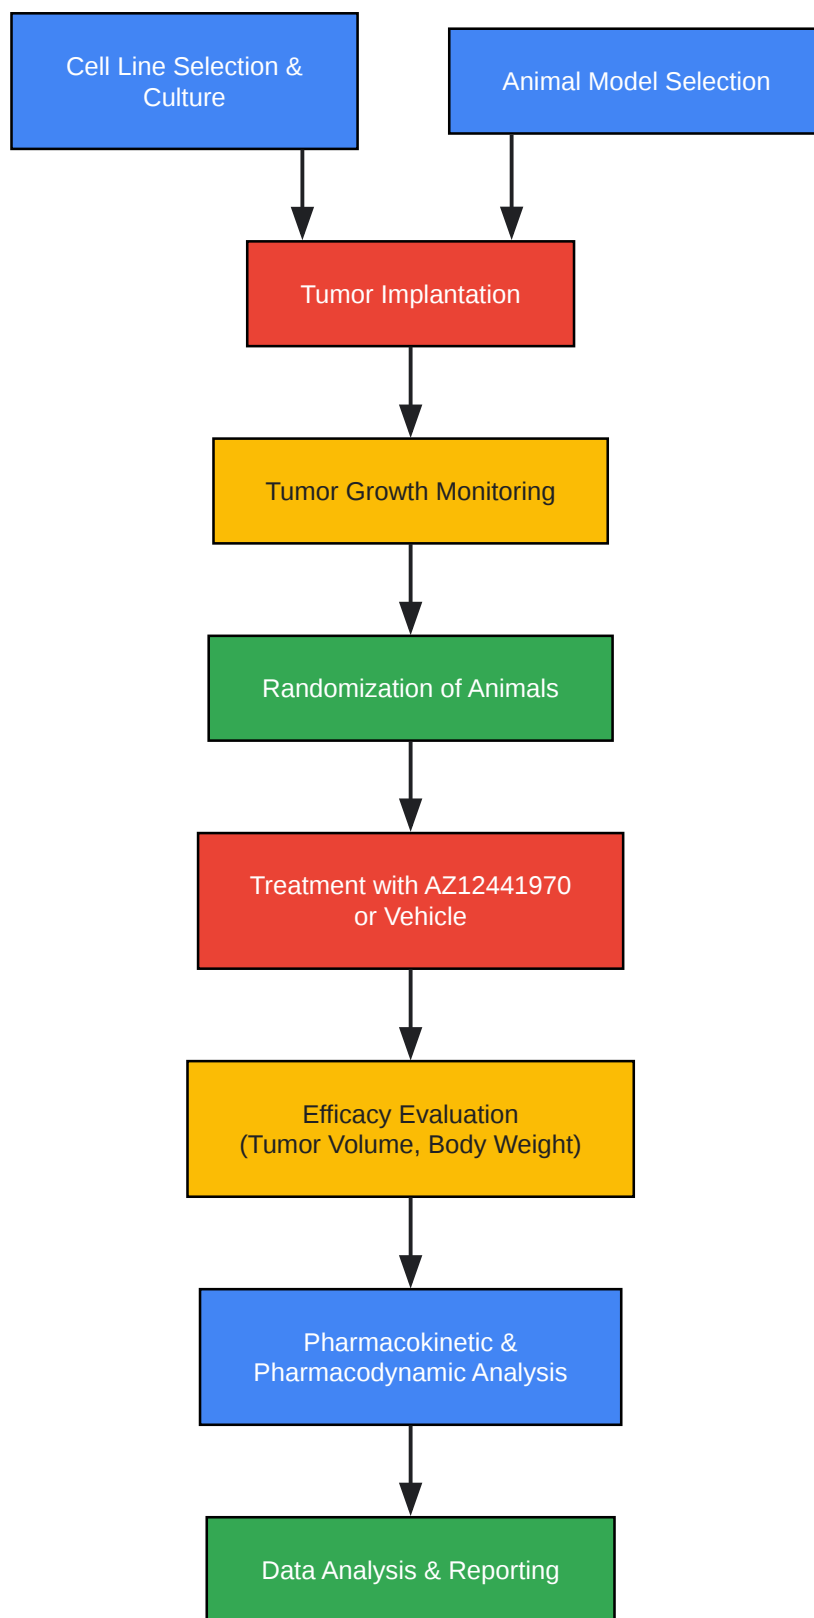 Cell Line Selection &
Culture
Animal Model Selection
Tumor Implantation
Tumor Growth Monitoring
Randomization of Animals
Treatment with AZ12441970
or Vehicle
Efficacy Evaluation
(Tumor Volume, Body Weight)
Pharmacokinetic &
Pharmacodynamic Analysis
Data Analysis & Reporting